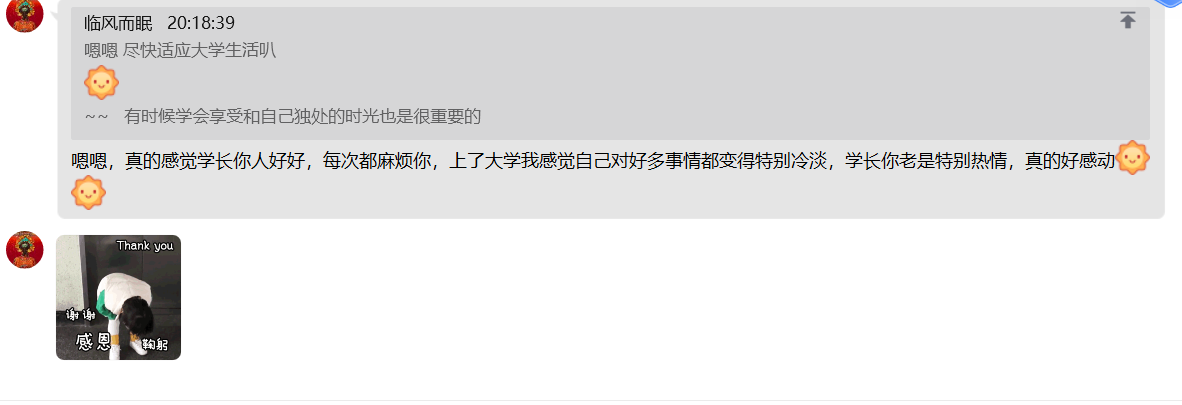 临风而眠 20:18:39
嗯嗯 尽快适应大学生活叭
~~ 有时候学会享受和自己独处的时光也是很重要的
嗯嗯，真的感觉学长你人好好，每次都麻烦你，上了大学我感觉自己对好多事情都变得特别冷淡，学长你老是特别热情，真的好感动
Thank you
谢谢
感恩 鞠躬